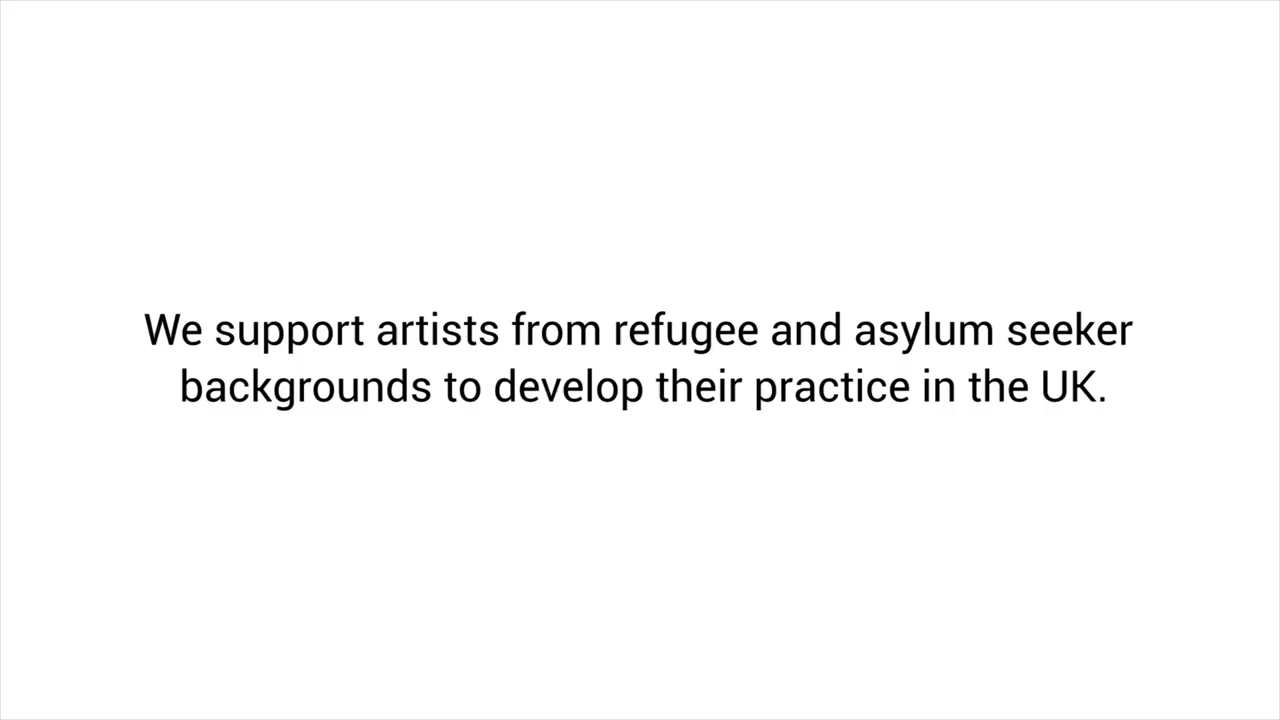 We support artists from refugee and asylum seeker
backgrounds to develop their practice in the UK.